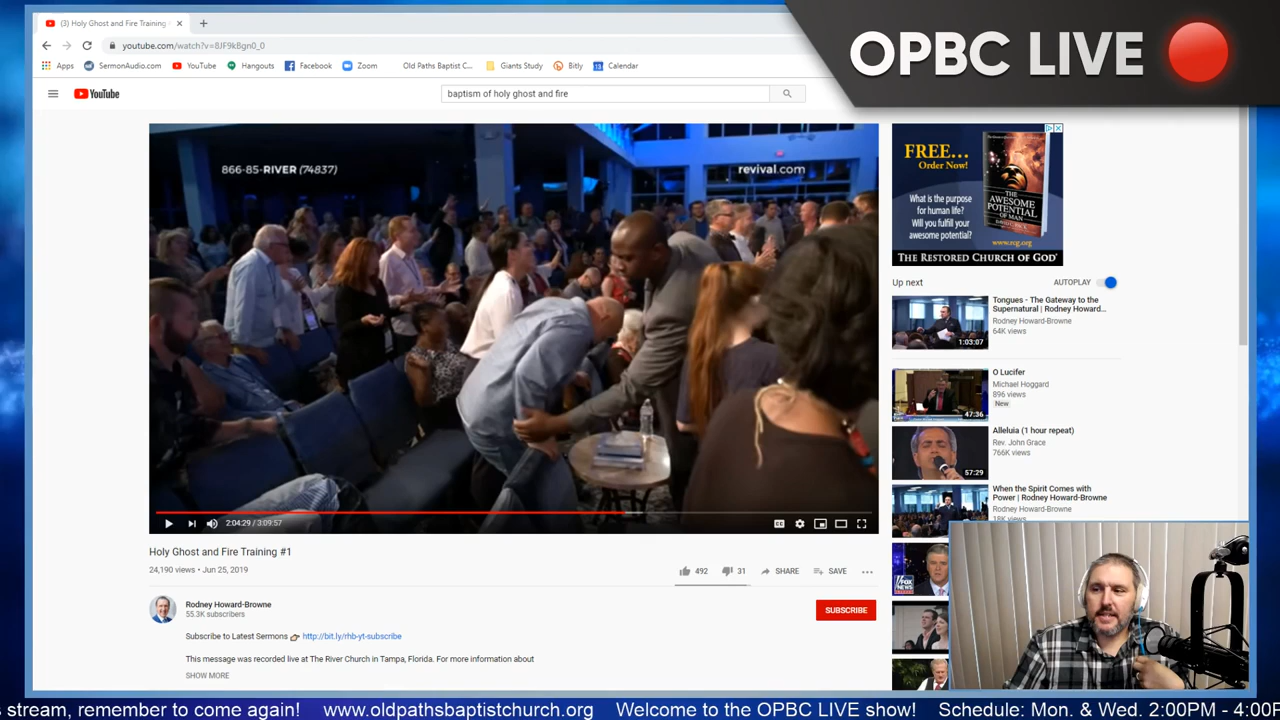 (3) Holy Ghost and Fire Training
OPBC LIVE
youtube.com/watch?v=8JF9kBgn0_0
Apps SermonAudio.com YouTube Hangouts Facebook Zoom Old Paths Baptist C... Giants Study Bitly 13 Calendar
YouTube
baptism of holy ghost and fire
866-85-RIVER (74837)
revival.com
FREE...
Order Now!
What is the purpose
for human life?
Will you fulfill your
awesome potential?
THE
AWESOME
POTENTIAL
OF MAN
www.rcg.org
THE RESTORED CHURCH OF GOD
Up next AUTOPLAY
Tongues - The Gateway to the
Supernatural | Rodney Howard...
Rodney Howard-Browne
64K views
1:03:07
O Lucifer
Michael Hoggard
896 views
New
47:36
Alleluia (1 hour repeat)
Rev. John Grace
766K views
57:29
When the Spirit Comes with
Power | Rodney Howard-Browne
Rodney Howard-Browne
18K views
2:04:29 / 3:09:57
CC
Holy Ghost and Fire Training #1
24,190 views • Jun 25, 2019
492 31 SHARE SAVE
Rodney Howard-Browne
55.3K subscribers
SUBSCRIBE
Subscribe to Latest Sermons http://bit.ly/rhb-yt-subscribe
This message was recorded live at The River Church in Tampa, Florida. For more information about
SHOW MORE
FOX
NEWS
s stream, remember to come again! www.oldpathsbaptistchurch.org Welcome to the OPBC LIVE show! Schedule: Mon. & Wed. 2:00PM - 4:00P